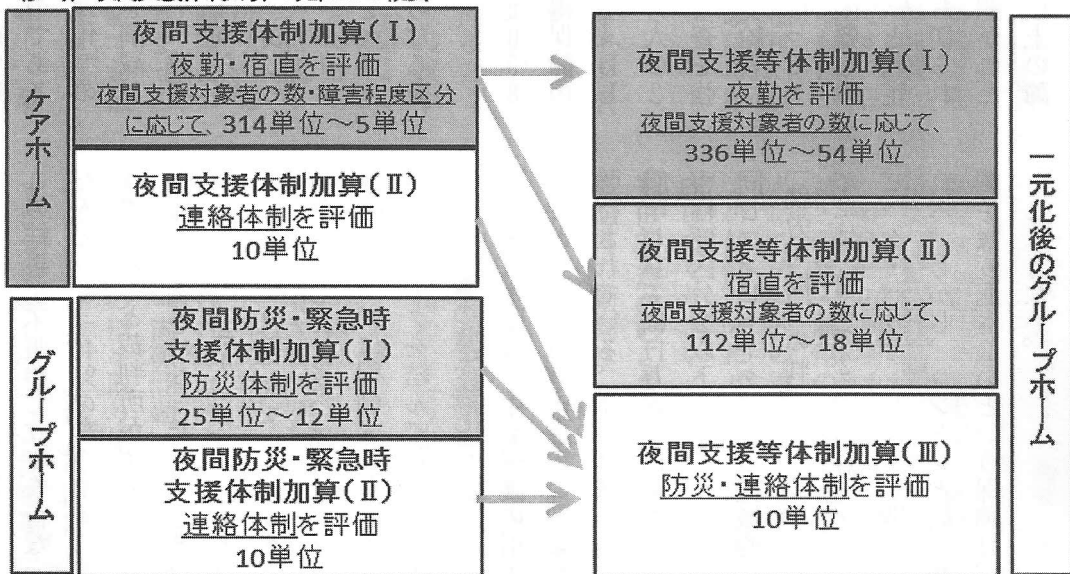 ケアホーム
夜間支援体制加算(Ⅰ)
夜勤・宿直を評価
夜間支援対象者の数・障害程度区分
に応じて、314単位～5単位
夜間支援体制加算(Ⅱ)
連絡体制を評価
10単位
グループホーム
夜間防災・緊急時
支援体制加算(Ⅰ)
防災体制を評価
25単位～12単位
夜間防災・緊急時
支援体制加算(Ⅱ)
連絡体制を評価
10単位
夜間支援等体制加算(Ⅰ)
夜勤を評価
夜間支援対象者の数に応じて、
336単位～54単位
夜間支援等体制加算(Ⅱ)
宿直を評価
夜間支援対象者の数に応じて、
112単位～18単位
夜間支援等体制加算(Ⅲ)
防災・連絡体制を評価
10単位
一元化後のグループホーム